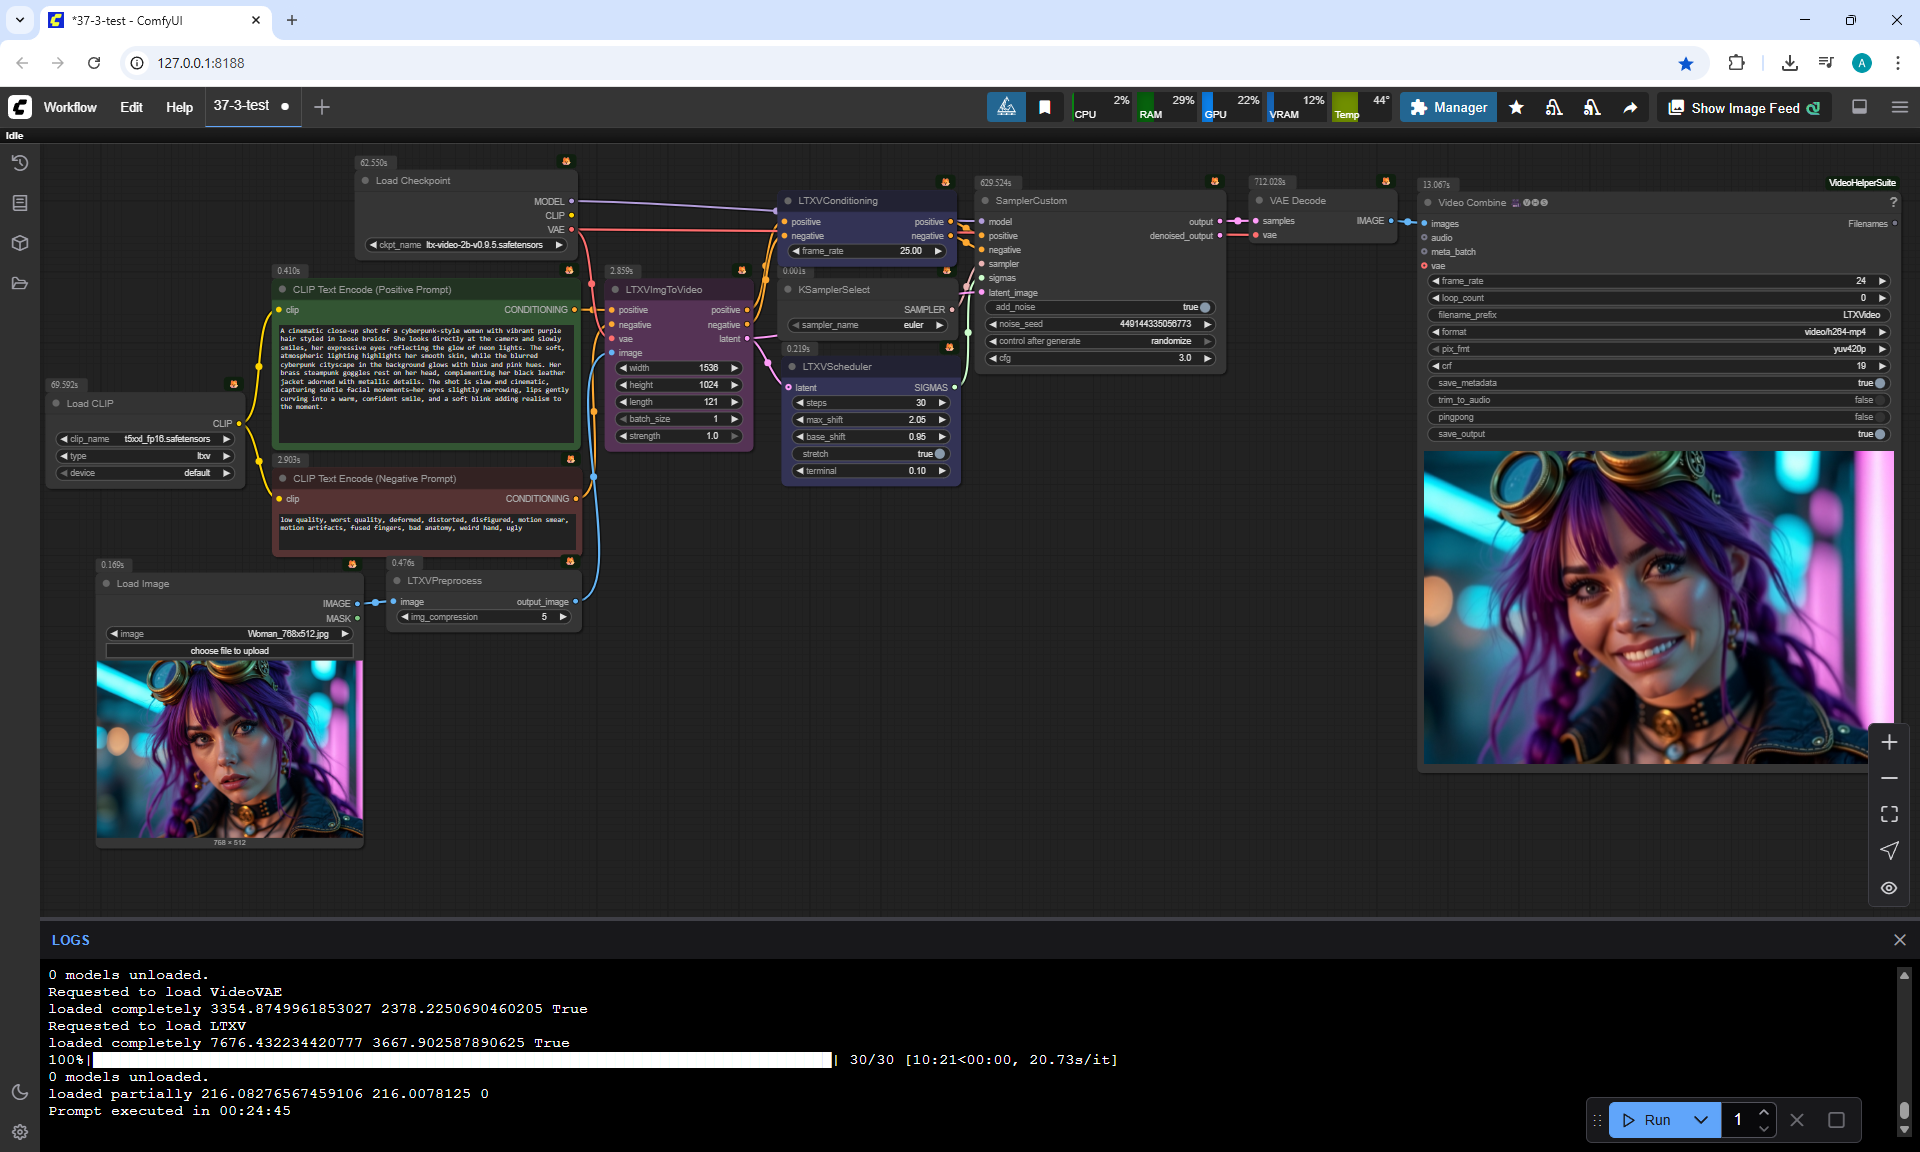 *37-3-test - ComfyUI
127.0.0.1:8188
Workflow Edit Help 37-3-test
CPU 2% RAM 29% GPU 22% VRAM 12% Temp 44°
Manager
Show Image Feed
Idle
62.550s
Load Checkpoint
MODEL
CLIP
VAE
ckpt_name ltx-video-2b-v0.9.5.safetensors
0.410s
CLIP Text Encode (Positive Prompt)
clip CONDITIONING
A cinematic close-up shot of a cyberpunk-style woman with vibrant purple
hair styled in loose braids. She looks directly at the camera and slowly
smiles, her expressive eyes reflecting the glow of neon lights. The soft,
atmospheric lighting highlights her smooth skin, while the blurred
cyberpunk cityscape in the background glows with blue and pink hues. Her
brass steampunk goggles rest on her head, complementing her black leather
jacket adorned with metallic details. The shot is slow and cinematic,
capturing subtle facial movements—her eyes slightly narrowing, lips gently
curving into a warm, confident smile, and a soft blink adding realism to
the moment.
69.592s
Load CLIP
CLIP
clip_name t5xxl_fp16.safetensors
type ltxv
device default
2.903s
CLIP Text Encode (Negative Prompt)
clip CONDITIONING
low quality, worst quality, deformed, distorted, disfigured, motion smear,
motion artifacts, fused fingers, bad anatomy, weird hand, ugly
0.169s
Load Image
IMAGE
MASK
image Woman_768x512.jpg
choose file to upload
768 × 512
0.476s
LTXVPreprocess
image output_image
img_compression 5
2.859s
LTXVImgToVideo
positive positive
negative negative
vae latent
image
width 1536
height 1024
length 121
batch_size 1
strength 1.0
LTXVConditioning
positive positive
negative negative
frame_rate 25.00
0.001s
KSamplerSelect
SAMPLER
sampler_name euler
0.219s
LTXVScheduler
latent SIGMAS
steps 30
max_shift 2.05
base_shift 0.95
stretch true
terminal 0.10
629.524s
SamplerCustom
model output
positive denoised_output
negative
sampler
sigmas
latent_image
add_noise true
noise_seed 449144335056773
control after generate randomize
cfg 3.0
712.028s
VAE Decode
samples IMAGE
vae
13.067s
VideoHelperSuite
Video Combine VHS ?
images Filenames
audio
meta_batch
vae
frame_rate 24
loop_count 0
filename_prefix LTXVideo
format video/h264-mp4
pix_fmt yuv420p
crf 19
save_metadata true
trim_to_audio false
pingpong false
save_output true
LOGS
0 models unloaded.
Requested to load VideoVAE
loaded completely 3354.8749961853027 2378.2250690460205 True
Requested to load LTXV
loaded completely 7676.432234420777 3667.902587890625 True
100%| | 30/30 [10:21<00:00, 20.73s/it]
0 models unloaded.
loaded partially 216.08276567459106 216.0078125 0
Prompt executed in 00:24:45
Run 1
A